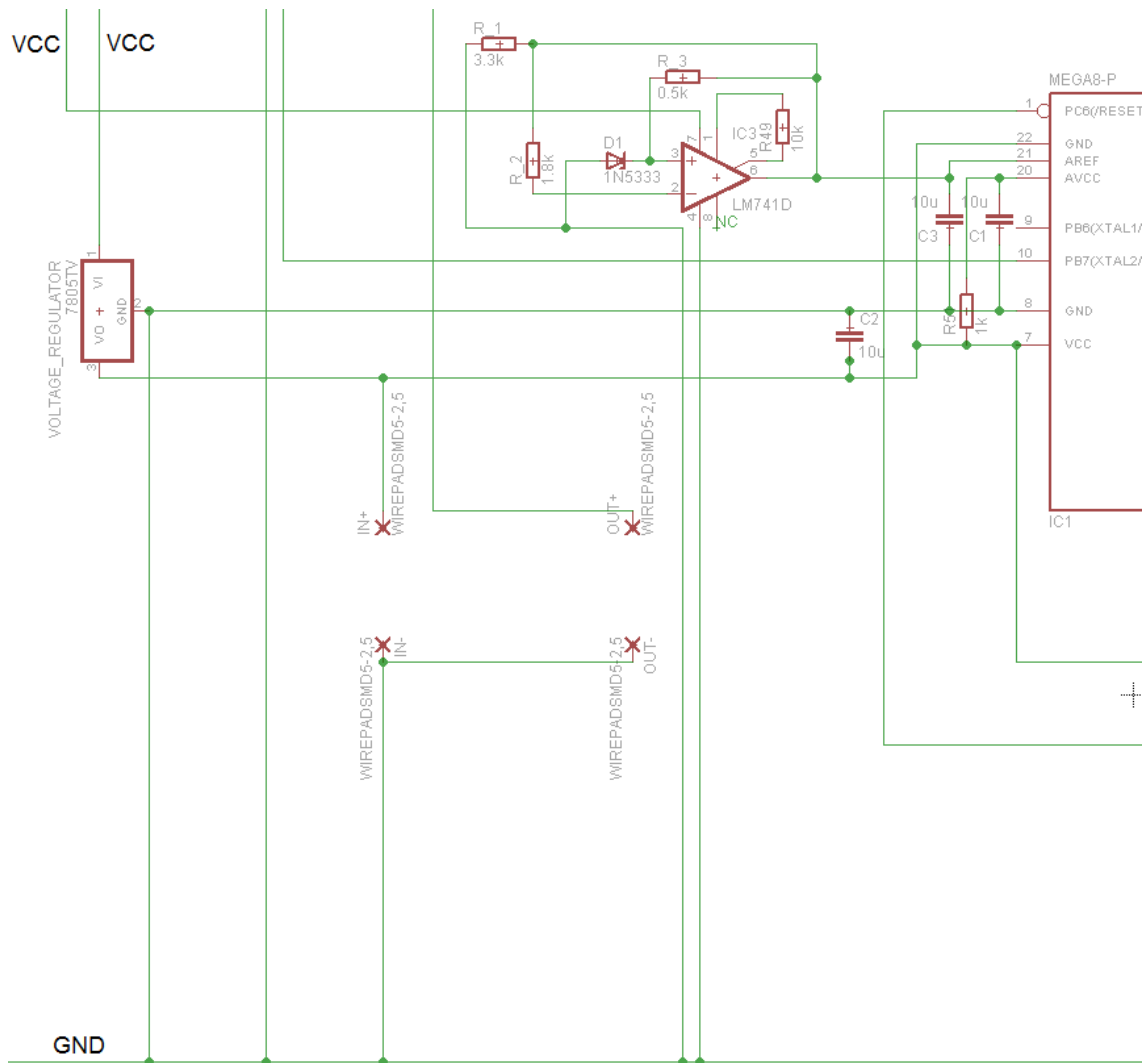 VCC
VCC
R_1
3.3k
R_3
0.5k
MEGA8-P
1
PC6(/RESET
22
GND
21
AREF
20
AVCC
9
PB6(XTAL1/
10
PB7(XTAL2/
8
GND
7
VCC
IC1
7
1
IC3
R49
10k
5
6
3
2
4
8
NC
LM741D
D1
1N5333
R_2
1.8k
10u
10u
C3
C1
R5
1k
C2
10u
VOLTAGE_REGULATOR
7805TV
1
VI
VO
GND
2
3
IN+
WIREPADSMD5-2,5
OUT+
WIREPADSMD5-2,5
WIREPADSMD5-2,5
IN-
WIREPADSMD5-2,5
OUT-
GND